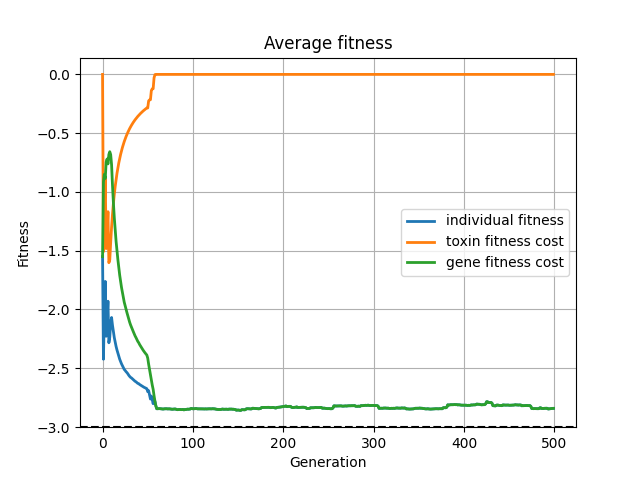 Average fitness
Fitness
0.0
−0.5
−1.0
−1.5
−2.0
−2.5
−3.0
individual fitness
toxin fitness cost
gene fitness cost
0 100 200 300 400 500
Generation